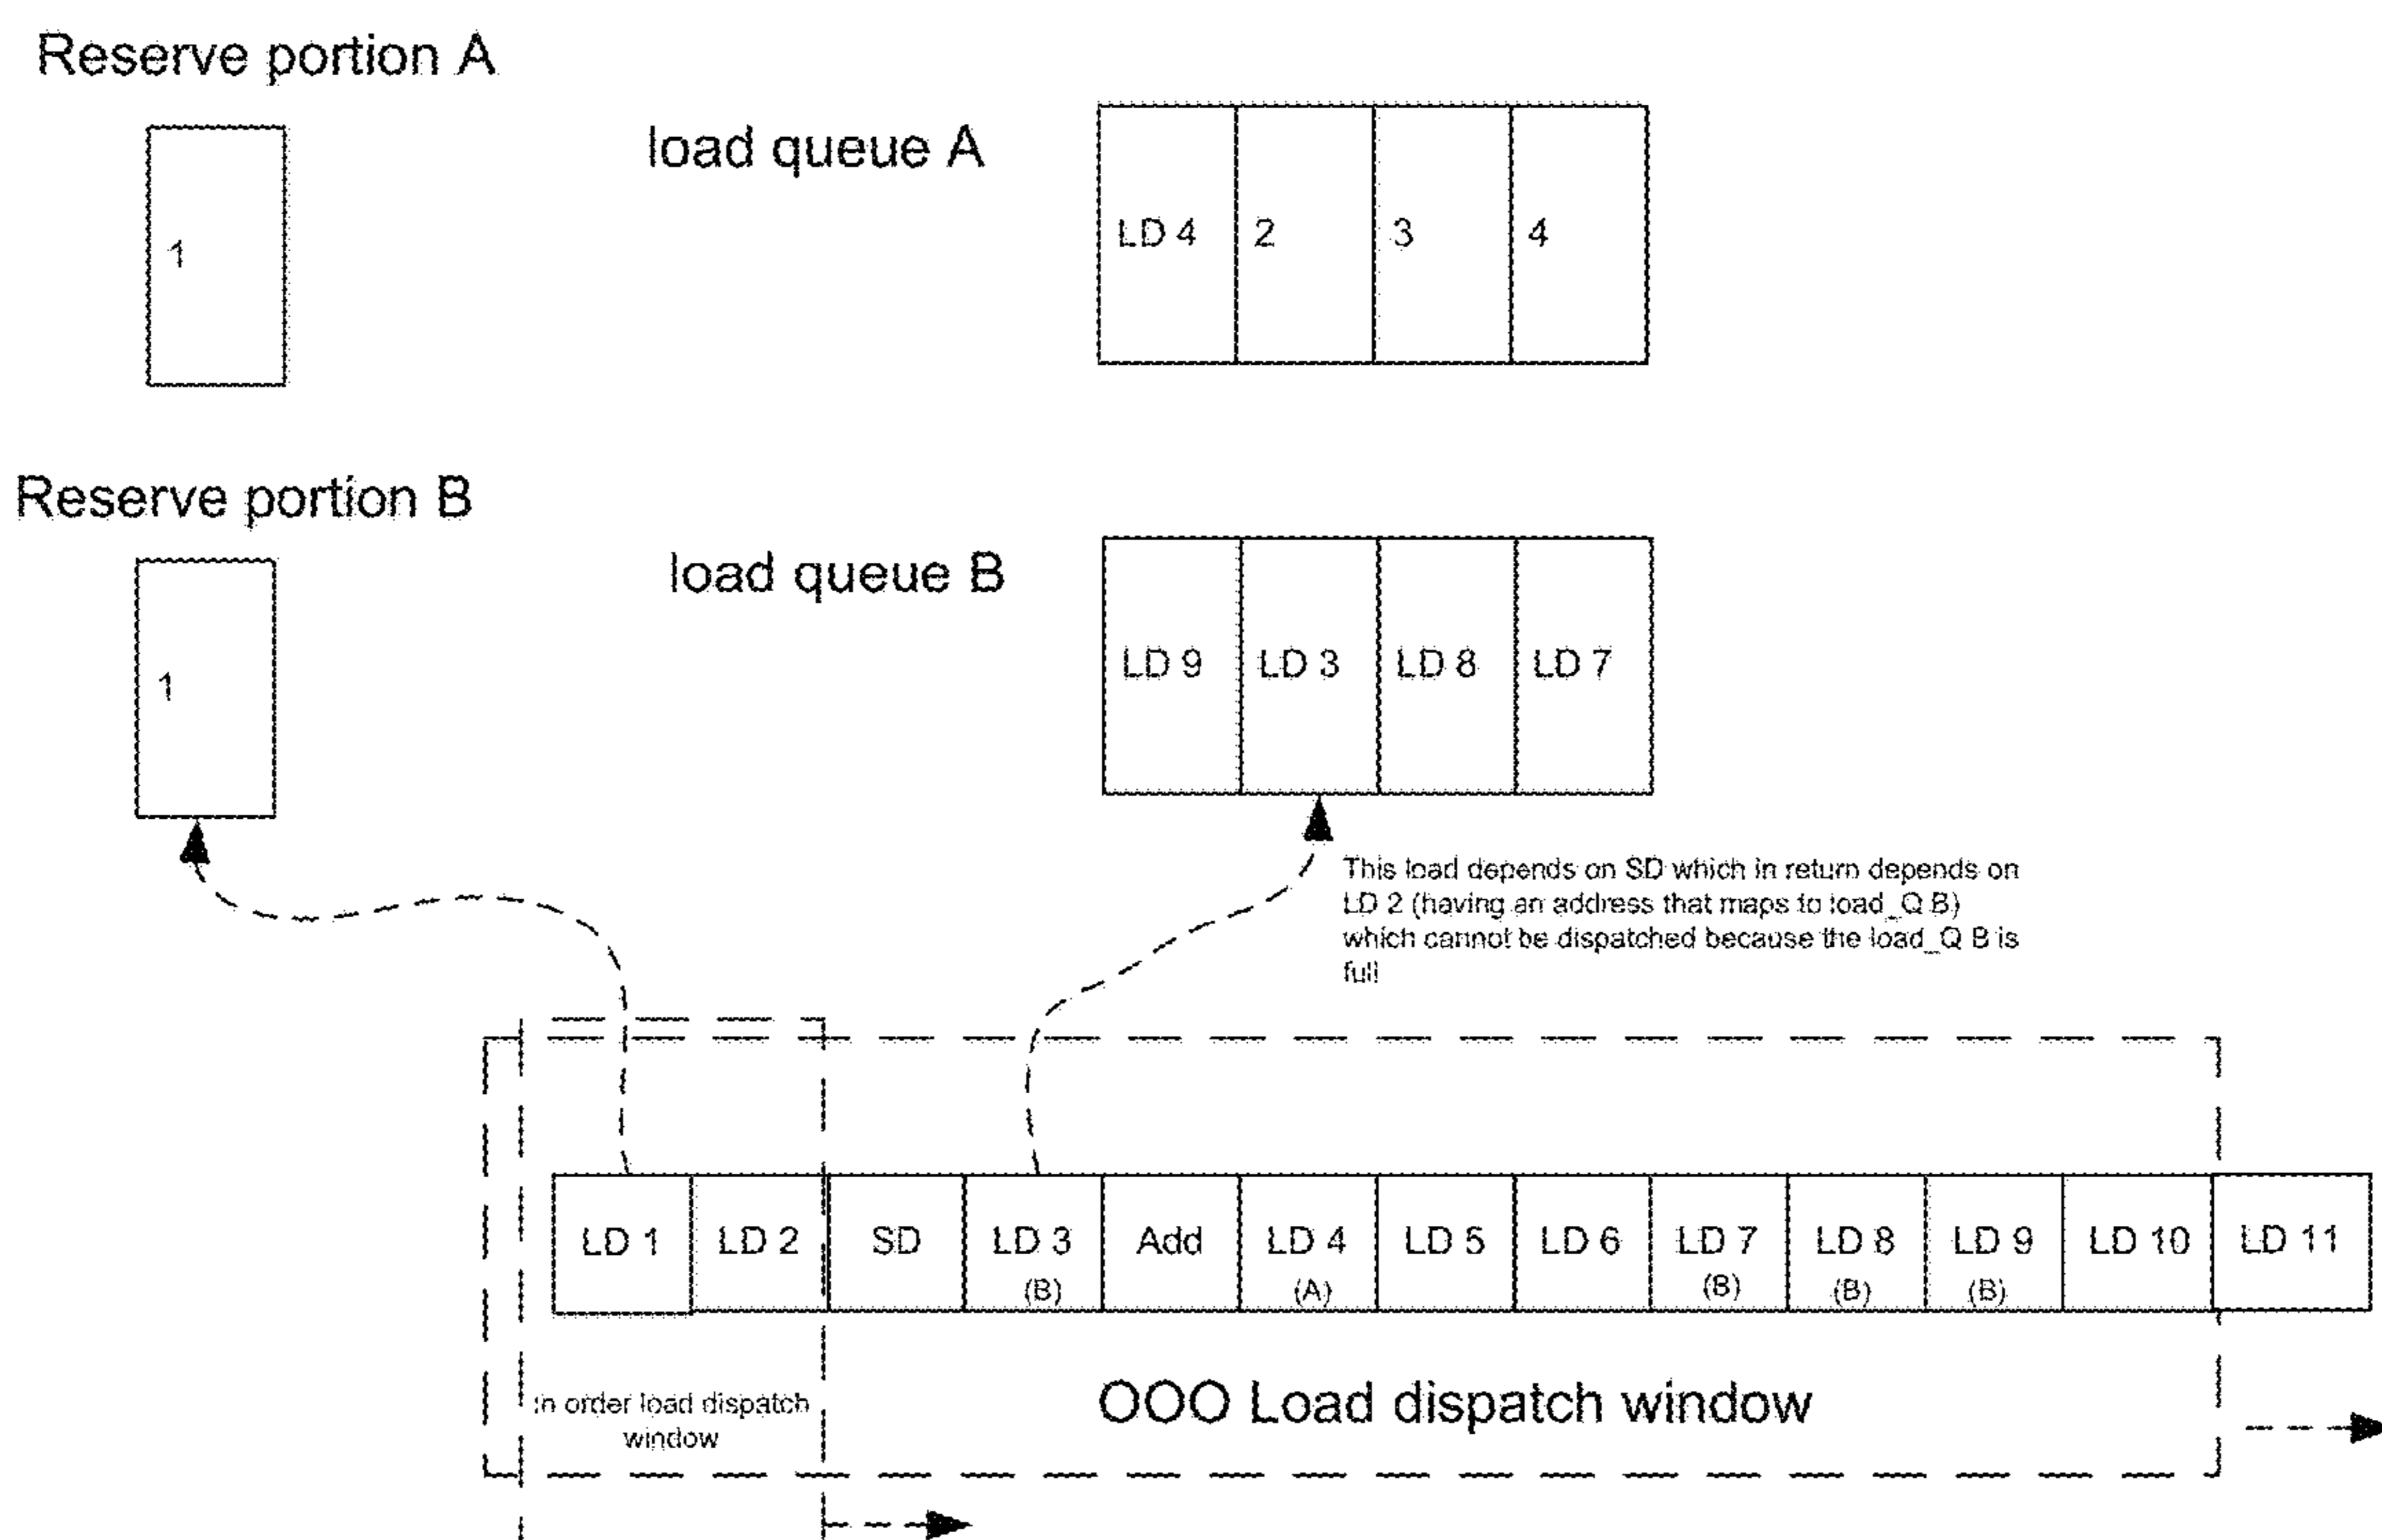 Reserve portion A
load queue A
1
LD 4
2
3
4
Reserve portion B
load queue B
1
LD 9
LD 3
LD 8
LD 7
This load depends on SD which in return depends on
LD 2 (having an address that maps to load_Q B)
which cannot be dispatched because the load_Q B is
full
LD 1
LD 2
SD
LD 3
(B)
Add
LD 4
(A)
LD 5
LD 6
LD 7
(B)
LD 8
(B)
LD 9
(B)
LD 10
LD 11
In order load dispatch
window
OOO Load dispatch window